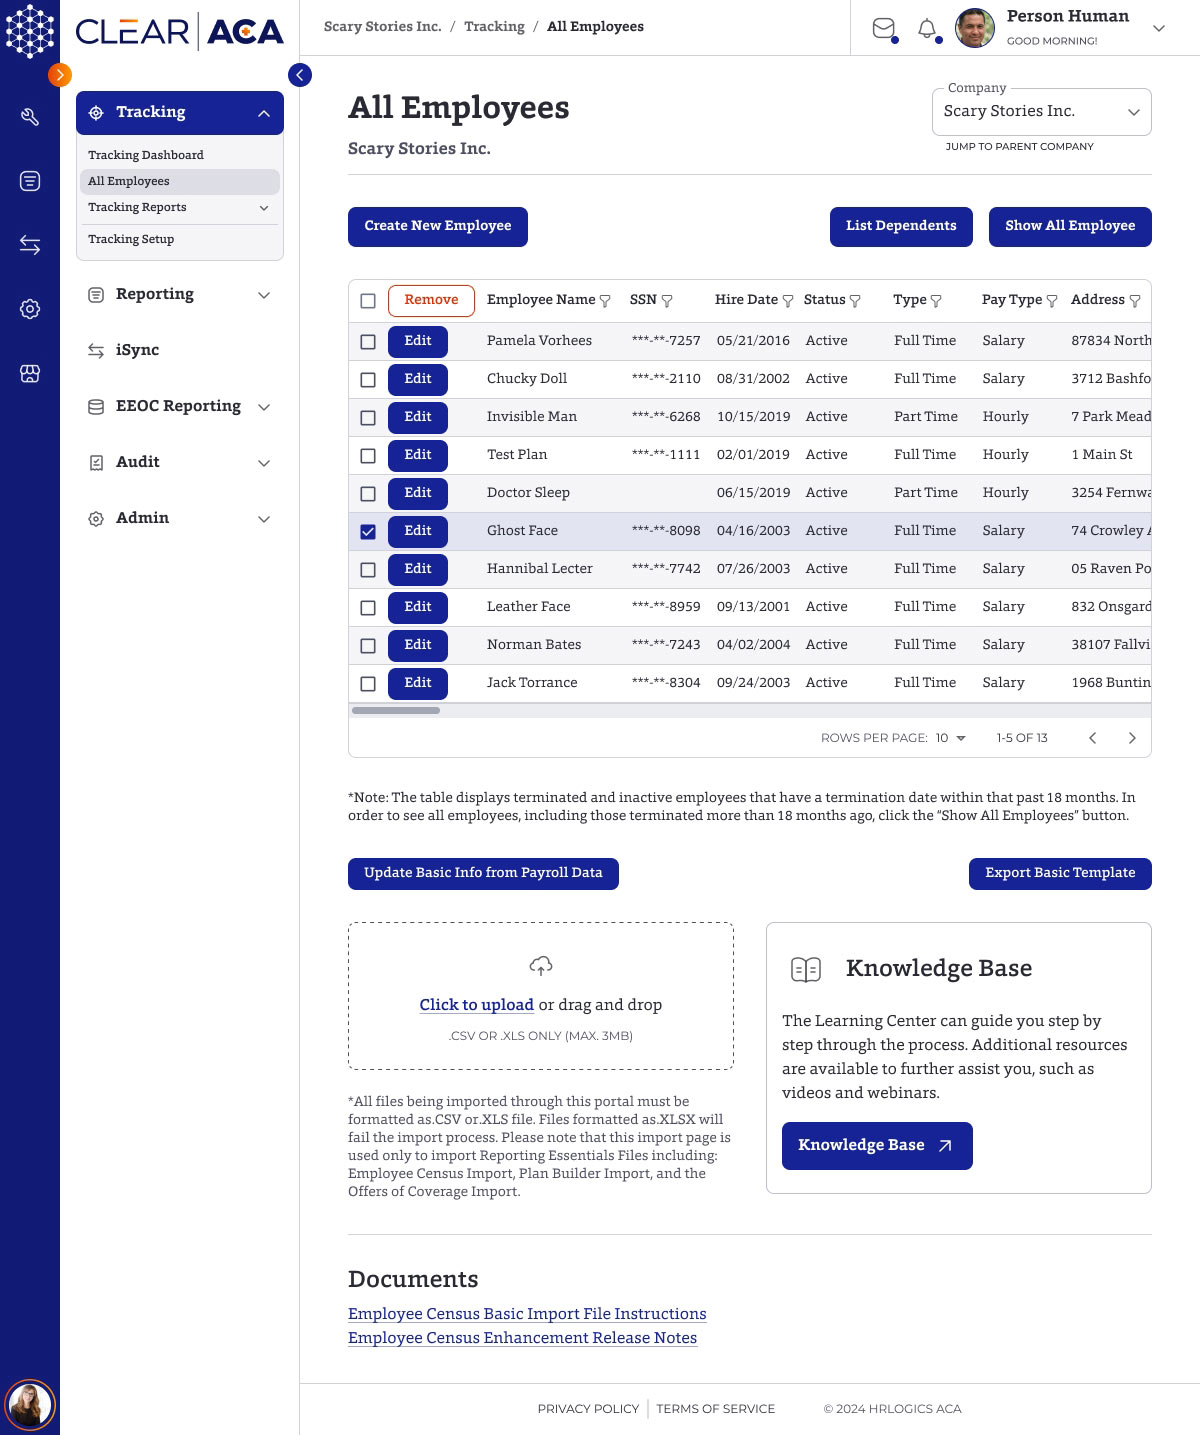 CLEAR | ACA
Scary Stories Inc. / Tracking / All Employees
Person Human
GOOD MORNING!
Tracking
Tracking Dashboard
All Employees
Tracking Reports
Tracking Setup
Reporting
iSync
EEOC Reporting
Audit
Admin
All Employees
Scary Stories Inc.
Company
Scary Stories Inc.
JUMP TO PARENT COMPANY
Create New Employee List Dependents Show All Employee
Remove Employee Name SSN Hire Date Status Type Pay Type Address
Edit Pamela Vorhees ***-**-7257 05/21/2016 Active Full Time Salary 87834 North
Edit Chucky Doll ***-**-2110 08/31/2002 Active Full Time Salary 3712 Bashfo
Edit Invisible Man ***-**-6268 10/15/2019 Active Part Time Hourly 7 Park Mead
Edit Test Plan ***-**-1111 02/01/2019 Active Full Time Hourly 1 Main St
Edit Doctor Sleep 06/15/2019 Active Part Time Hourly 3254 Fernwa
Edit Ghost Face ***-**-8098 04/16/2003 Active Full Time Salary 74 Crowley A
Edit Hannibal Lecter ***-**-7742 07/26/2003 Active Full Time Salary 05 Raven Po
Edit Leather Face ***-**-8959 09/13/2001 Active Full Time Salary 832 Onsgard
Edit Norman Bates ***-**-7243 04/02/2004 Active Full Time Salary 38107 Fallvi
Edit Jack Torrance ***-**-8304 09/24/2003 Active Full Time Salary 1968 Buntin
ROWS PER PAGE: 10 1-5 OF 13
*Note: The table displays terminated and inactive employees that have a termination date within that past 18 months. In
order to see all employees, including those terminated more than 18 months ago, click the “Show All Employees” button.
Update Basic Info from Payroll Data Export Basic Template
Click to upload or drag and drop
.CSV OR .XLS ONLY (MAX. 3MB)
*All files being imported through this portal must be
formatted as.CSV or.XLS file. Files formatted as.XLSX will
fail the import process. Please note that this import page is
used only to import Reporting Essentials Files including:
Employee Census Import, Plan Builder Import, and the
Offers of Coverage Import.
Knowledge Base
The Learning Center can guide you step by
step through the process. Additional resources
are available to further assist you, such as
videos and webinars.
Knowledge Base
Documents
Employee Census Basic Import File Instructions
Employee Census Enhancement Release Notes
PRIVACY POLICY | TERMS OF SERVICE © 2024 HRLOGICS ACA